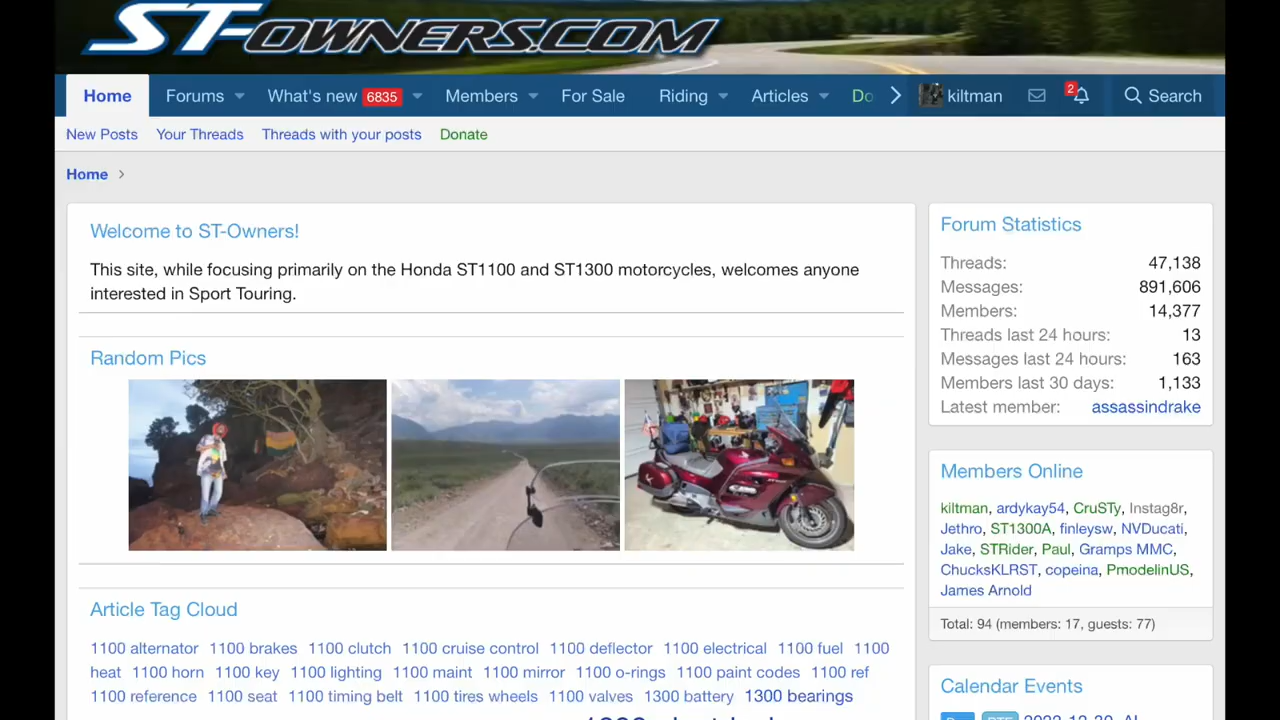 ST-OWNERS.COM
Home Forums What's new 6835 Members For Sale Riding Articles Do kiltman 2 Search
New Posts Your Threads Threads with your posts Donate
Home
Welcome to ST-Owners!
This site, while focusing primarily on the Honda ST1100 and ST1300 motorcycles, welcomes anyone
interested in Sport Touring.
Random Pics
Article Tag Cloud
1100 alternator 1100 brakes 1100 clutch 1100 cruise control 1100 deflector 1100 electrical 1100 fuel 1100
heat 1100 horn 1100 key 1100 lighting 1100 maint 1100 mirror 1100 o-rings 1100 paint codes 1100 ref
1100 reference 1100 seat 1100 timing belt 1100 tires wheels 1100 valves 1300 battery 1300 bearings
Forum Statistics
Threads: 47,138
Messages: 891,606
Members: 14,377
Threads last 24 hours: 13
Messages last 24 hours: 163
Members last 30 days: 1,133
Latest member: assassindrake
Members Online
kiltman, ardykay54, CruSTy, Instag8r,
Jethro, ST1300A, finleysw, NVDucati,
Jake, STRider, Paul, Gramps MMC,
ChucksKLRST, copeina, PmodelinUS,
James Arnold
Total: 94 (members: 17, guests: 77)
Calendar Events